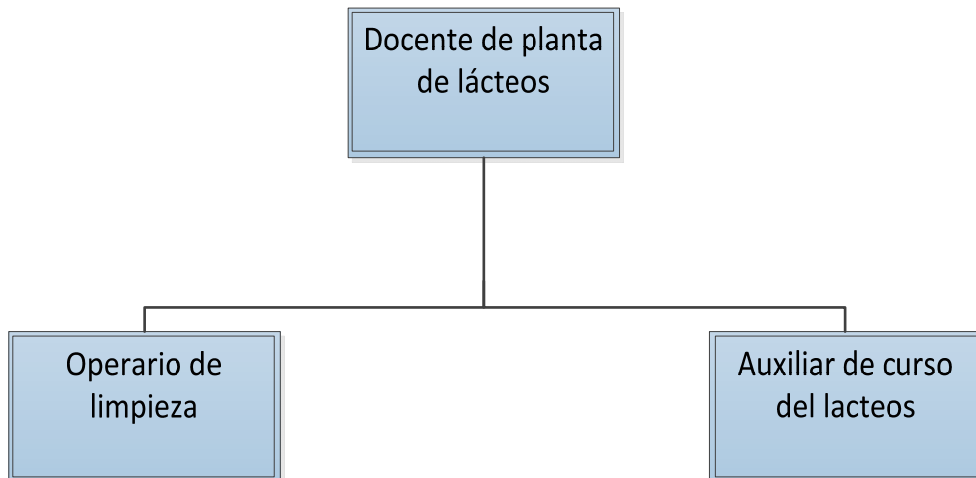 Docente de planta
de lácteos
Operario de
limpieza
Auxiliar de curso
del lacteos